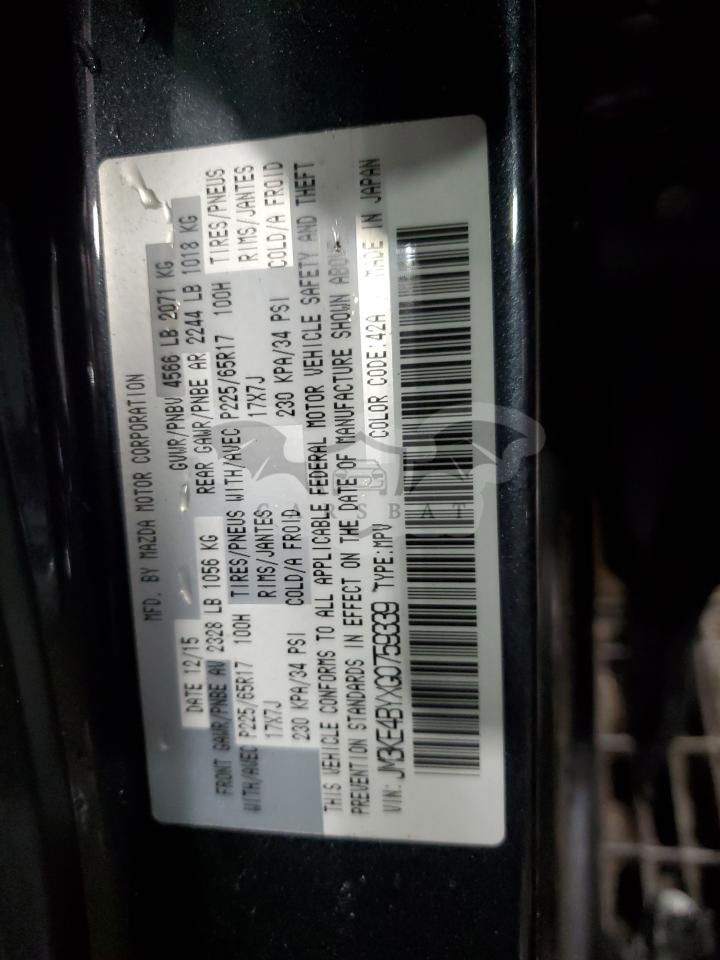 MFD. BY MAZDA MOTOR CORPORATION
DATE 12/15 GVWR/PNBV 4566 LB 2071 KG
FRONT GAWR/PNBE AV 2328 LB 1056 KG REAR GAWR/PNBE AR 2244 LB 1018 KG
WITH/AVEC P225/65R17 100H TIRES/PNEUS WITH/AVEC P225/65R17 100H TIRES/PNEUS
17X7J RIMS/JANTES 17X7J RIMS/JANTES
230 KPA/34 PSI COLD/A FROID 230 KPA/34 PSI COLD/A FROID
THIS VEHICLE CONFORMS TO ALL APPLICABLE FEDERAL MOTOR VEHICLE SAFETY AND THEFT
PREVENTION STANDARDS IN EFFECT ON THE DATE OF MANUFACTURE SHOWN ABOVE
VIN: JM3KE4BYXG0759339 TYPE:MPV COLOR CODE:42A MADE IN JAPAN
CARSBAT